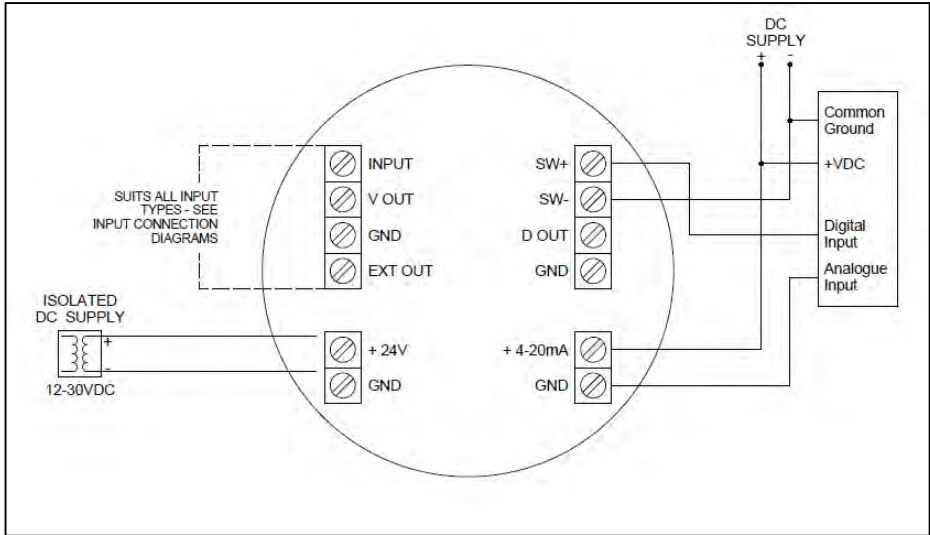 DC
SUPPLY
+ -
Common
Ground
+VDC
Digital
Input
Analogue
Input
INPUT
V OUT
GND
EXT OUT
SW+
SW-
D OUT
GND
SUITS ALL INPUT
TYPES - SEE
INPUT CONNECTION
DIAGRAMS
ISOLATED
DC SUPPLY
+
-
12-30VDC
+ 24V
GND
+ 4-20mA
GND